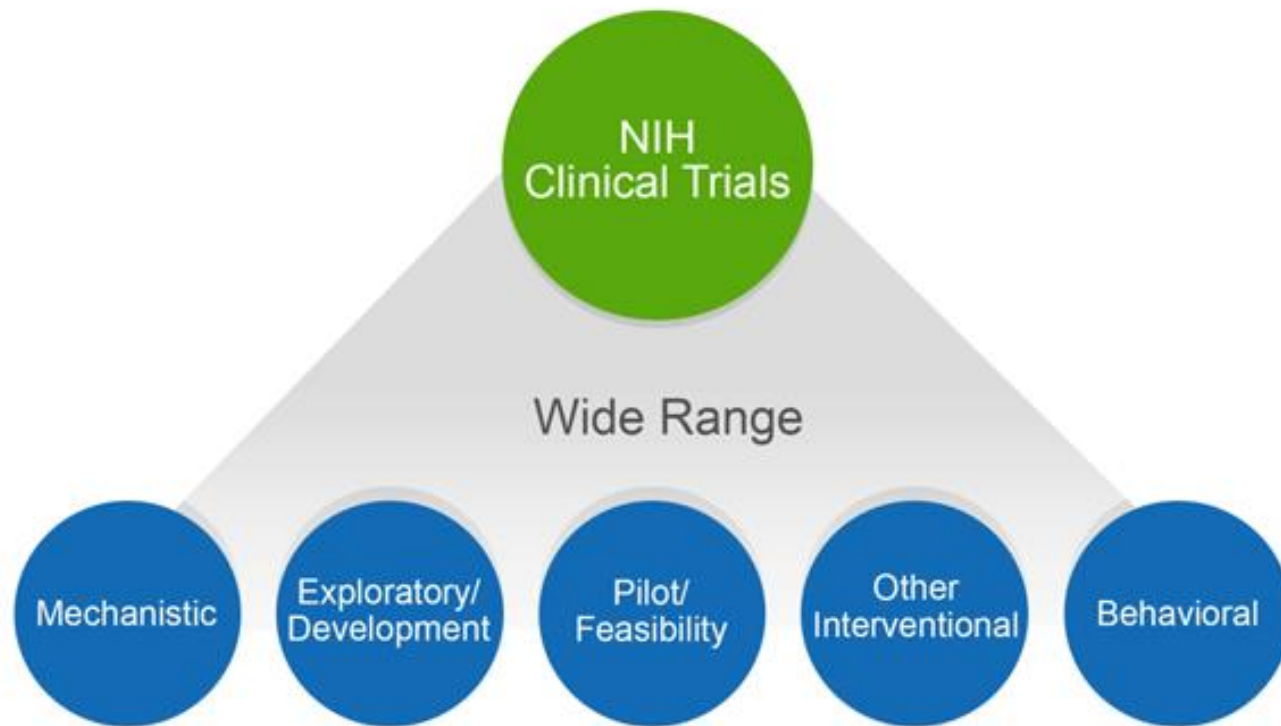 NIH
Clinical Trials
Wide Range
Mechanistic
Exploratory/
Development
Pilot/
Feasibility
Other
Interventional
Behavioral